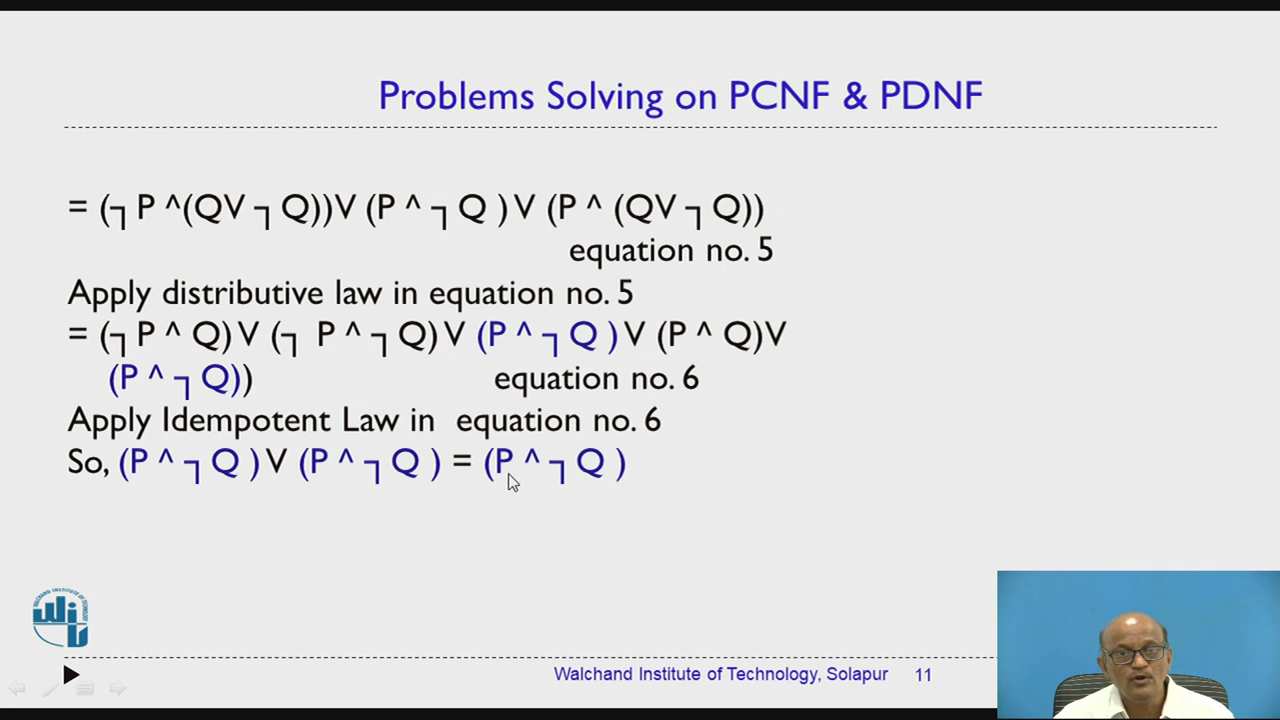 Problems Solving on PCNF & PDNF
= (┐P ^(QV ┐Q))V (P ^ ┐Q ) V (P ^ (QV ┐Q))
equation no. 5
Apply distributive law in equation no. 5
= (┐P ^ Q) V (┐ P ^ ┐Q) V (P ^ ┐Q ) V (P ^ Q)V
(P ^ ┐Q)) equation no. 6
Apply Idempotent Law in equation no. 6
So, (P ^ ┐Q ) V (P ^ ┐Q ) = (P ^ ┐Q )
Walchand Institute of Technology, Solapur 11